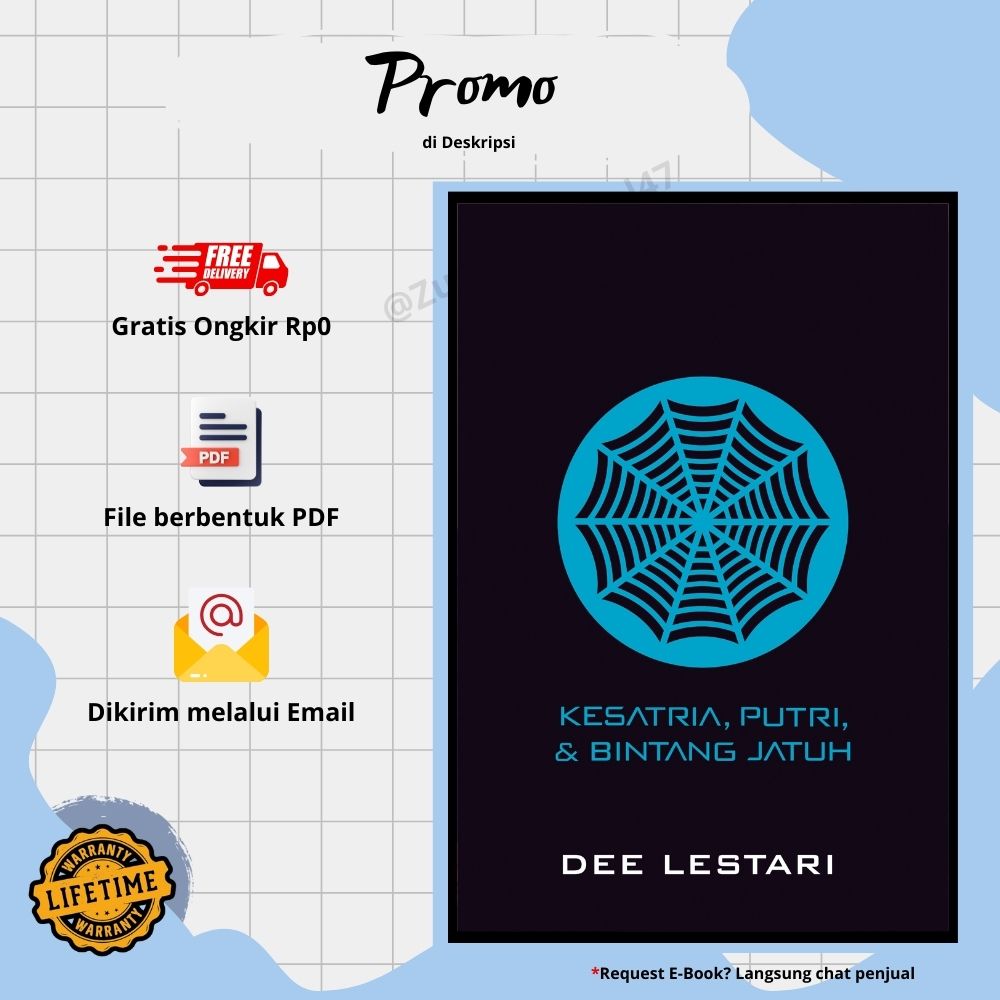 Promo
di Deskripsi
FREE
DELIVERY
Gratis Ongkir Rp0
PDF
File berbentuk PDF
@
Dikirim melalui Email
WARRANTY
LIFETIME
WARRANTY
KESATRIA, PUTRI,
& BINTANG JATUH
DEE LESTARI
*Request E-Book? Langsung chat penjual